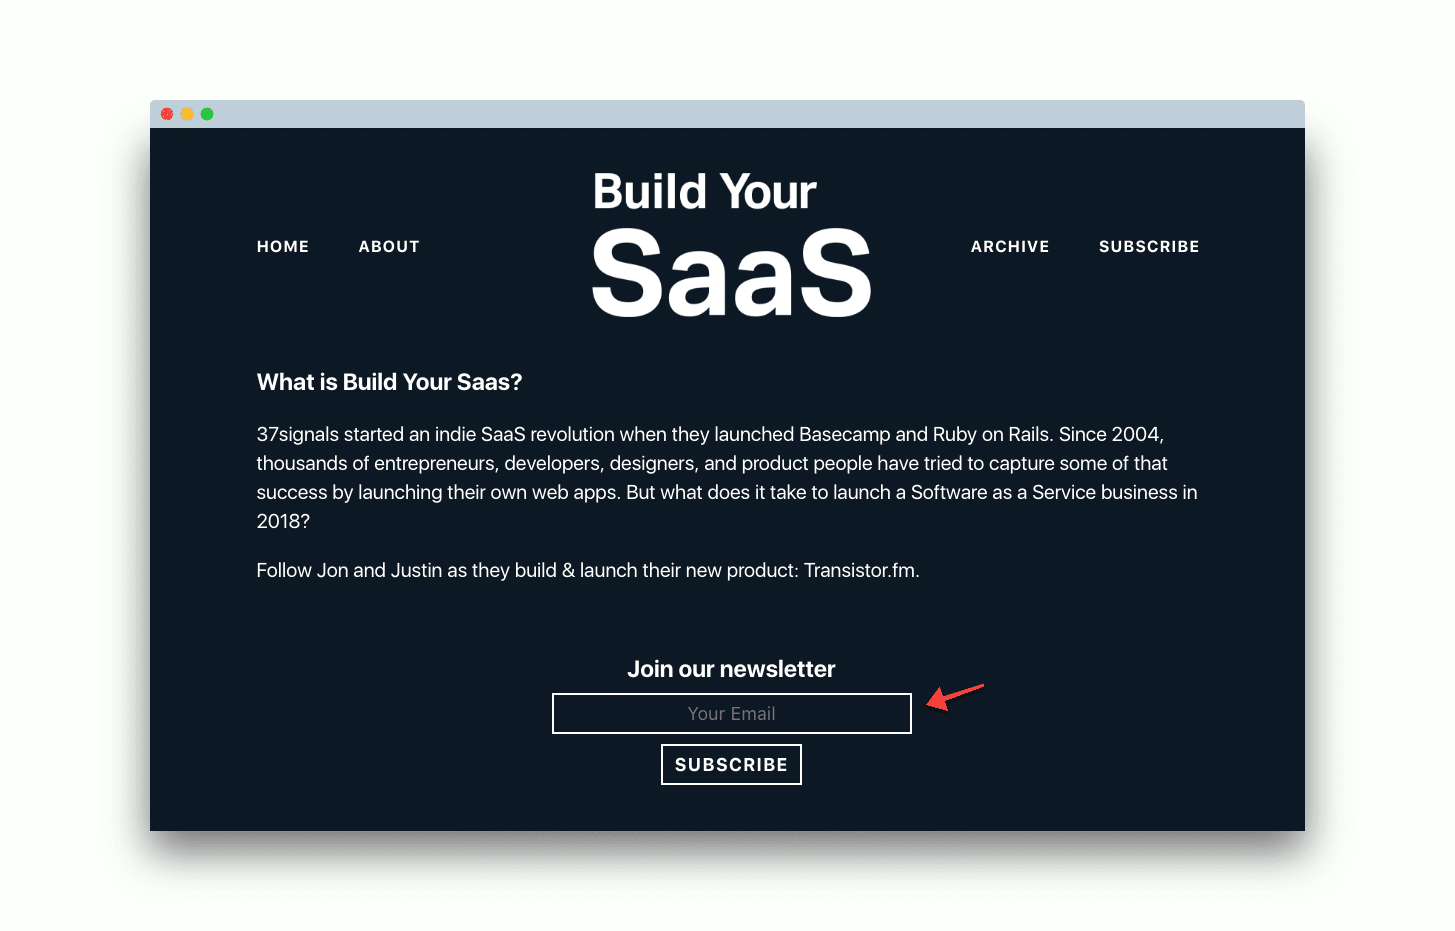 Build Your
SaaS
HOME
ABOUT
ARCHIVE
SUBSCRIBE
What is Build Your Saas?
37signals started an indie SaaS revolution when they launched Basecamp and Ruby on Rails. Since 2004,
thousands of entrepreneurs, developers, designers, and product people have tried to capture some of that
success by launching their own web apps. But what does it take to launch a Software as a Service business in
2018?
Follow Jon and Justin as they build & launch their new product: Transistor.fm.
Join our newsletter
Your Email
SUBSCRIBE